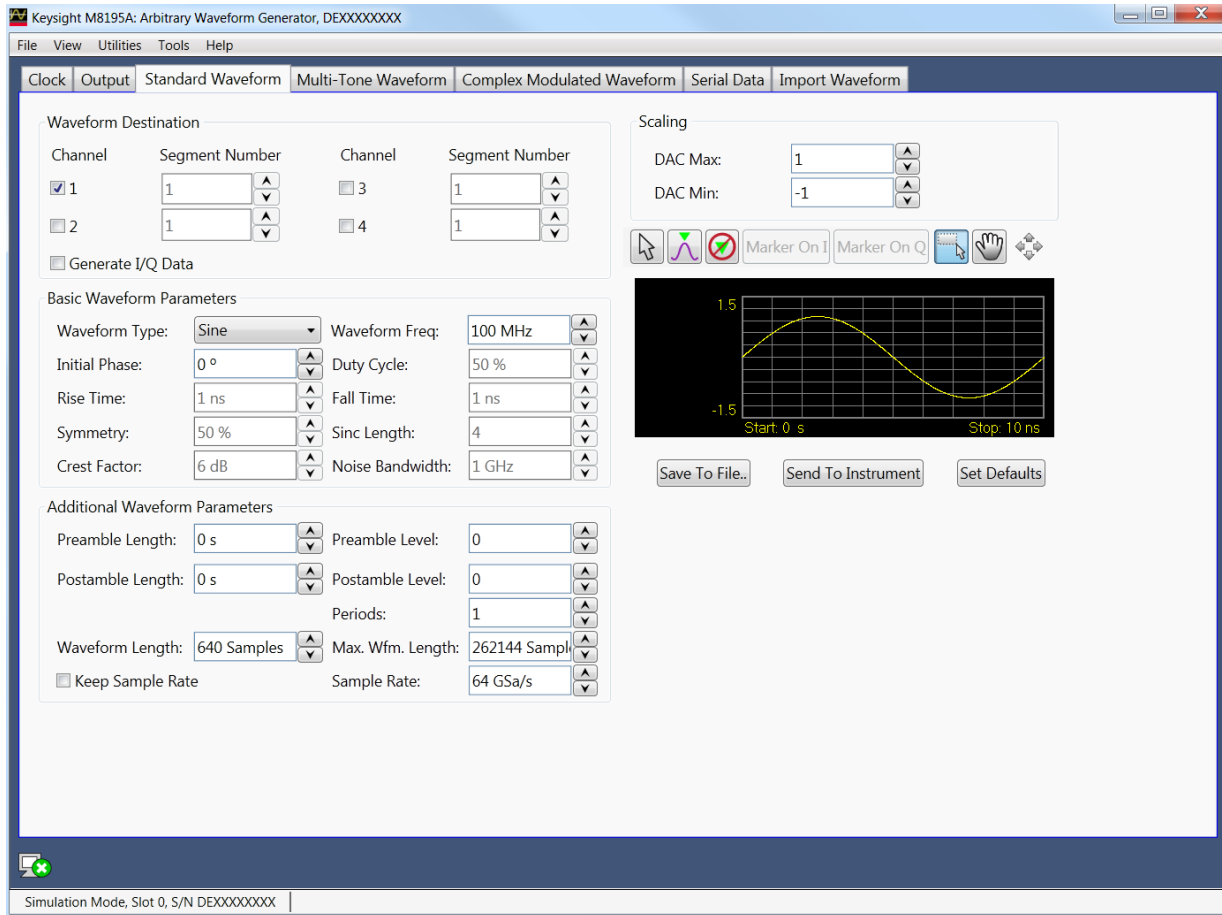 Keysight M8195A: Arbitrary Waveform Generator, DEXXXXXXXX
File View Utilities Tools Help
Clock Output Standard Waveform Multi-Tone Waveform Complex Modulated Waveform Serial Data Import Waveform
Waveform Destination
Channel Segment Number Channel Segment Number
1 1 3 1
2 1 4 1
Generate I/Q Data
Basic Waveform Parameters
Waveform Type: Sine Waveform Freq: 100 MHz
Initial Phase: 0 º Duty Cycle: 50 %
Rise Time: 1 ns Fall Time: 1 ns
Symmetry: 50 % Sinc Length: 4
Crest Factor: 6 dB Noise Bandwidth: 1 GHz
Additional Waveform Parameters
Preamble Length: 0 s Preamble Level: 0
Postamble Length: 0 s Postamble Level: 0
Periods: 1
Waveform Length: 640 Samples Max. Wfm. Length: 262144 Sampl
Keep Sample Rate Sample Rate: 64 GSa/s
Scaling
DAC Max: 1
DAC Min: -1
Marker On I Marker On Q
1.5
-1.5
Start: 0 s Stop: 10 ns
Save To File.. Send To Instrument Set Defaults
Simulation Mode, Slot 0, S/N DEXXXXXXXX